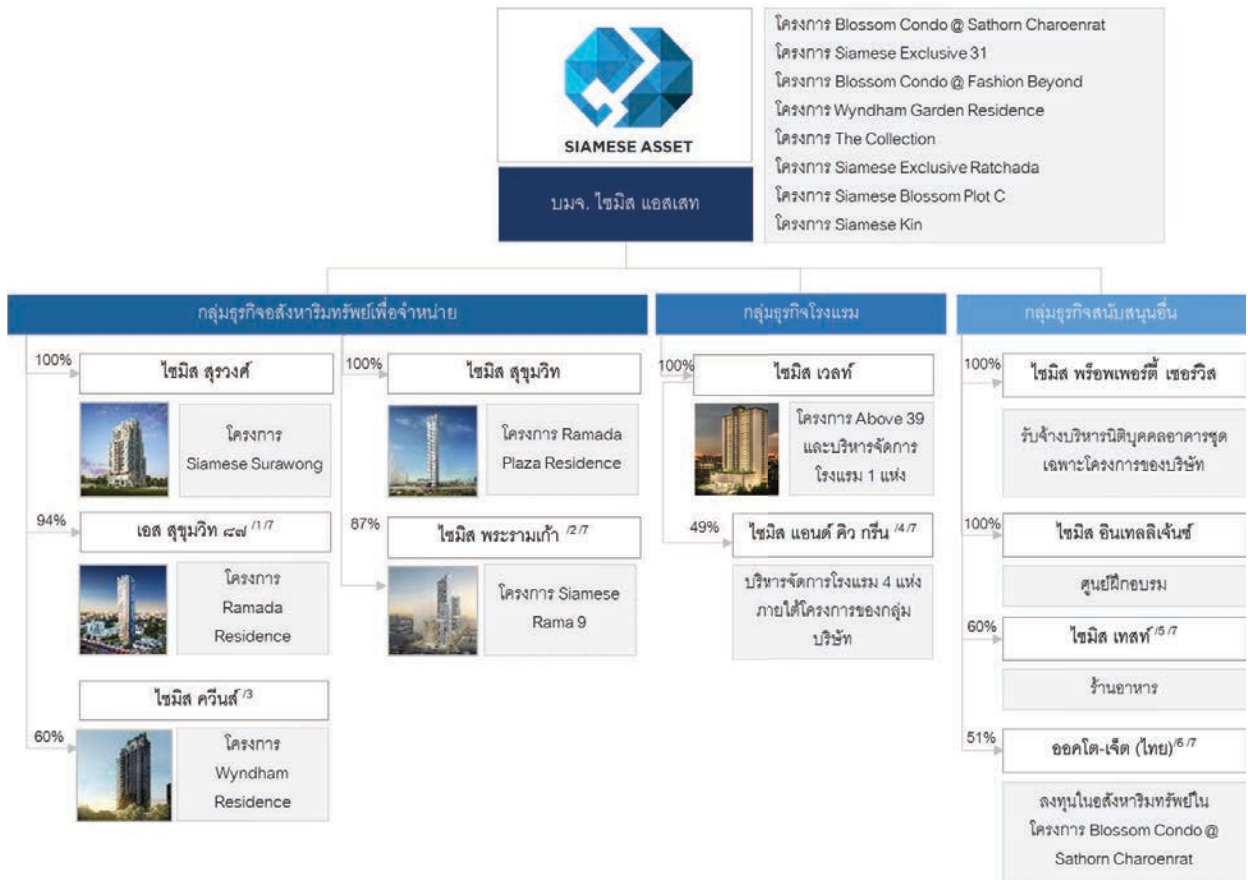 SIAMESE ASSET
บมจ. ไซมิส แอสเสท
โครงการ Blossom Condo @ Sathorn Charoenrat
โครงการ Siamese Exclusive 31
โครงการ Blossom Condo @ Fashion Beyond
โครงการ Wyndham Garden Residence
โครงการ The Collection
โครงการ Siamese Exclusive Ratchada
โครงการ Siamese Blossom Plot C
โครงการ Siamese Kin
กลุ่มธุรกิจอสังหาริมทรัพย์เพื่อจำหน่าย
100%
ไซมิส สุรวงศ์
โครงการ
Siamese Surawong
94%
เอส สุขุมวิท ๘๗ /1 /7
โครงการ
Ramada
Residence
ไซมิส ควีนส์ /3
60%
โครงการ
Wyndham
Residence
100%
ไซมิส สุขุมวิท
โครงการ Ramada
Plaza Residence
87%
ไซมิส พระรามเก้า /2 /7
โครงการ Siamese
Rama 9
กลุ่มธุรกิจโรงแรม
100%
ไซมิส เวลท์
โครงการ Above 39
และบริหารจัดการ
โรงแรม 1 แห่ง
49%
ไซมิส แอนด์ คิว กรีน /4 /7
บริหารจัดการโรงแรม 4 แห่ง
ภายใต้โครงการของกลุ่ม
บริษัท
กลุ่มธุรกิจสนับสนุนอื่น
100%
ไซมิส พร็อพเพอร์ตี้ เซอร์วิส
รับจ้างบริหารนิติบุคคลอาคารชุด
เฉพาะโครงการของบริษัท
100%
ไซมิส อินเทลลิเจ้นซ์
ศูนย์ฝึกอบรม
60%
ไซมิส เทสท์ /5 /7
ร้านอาหาร
51%
ออคโต-เจ็ต (ไทย) /6 /7
ลงทุนในอสังหาริมทรัพย์ใน
โครงการ Blossom Condo @
Sathorn Charoenrat